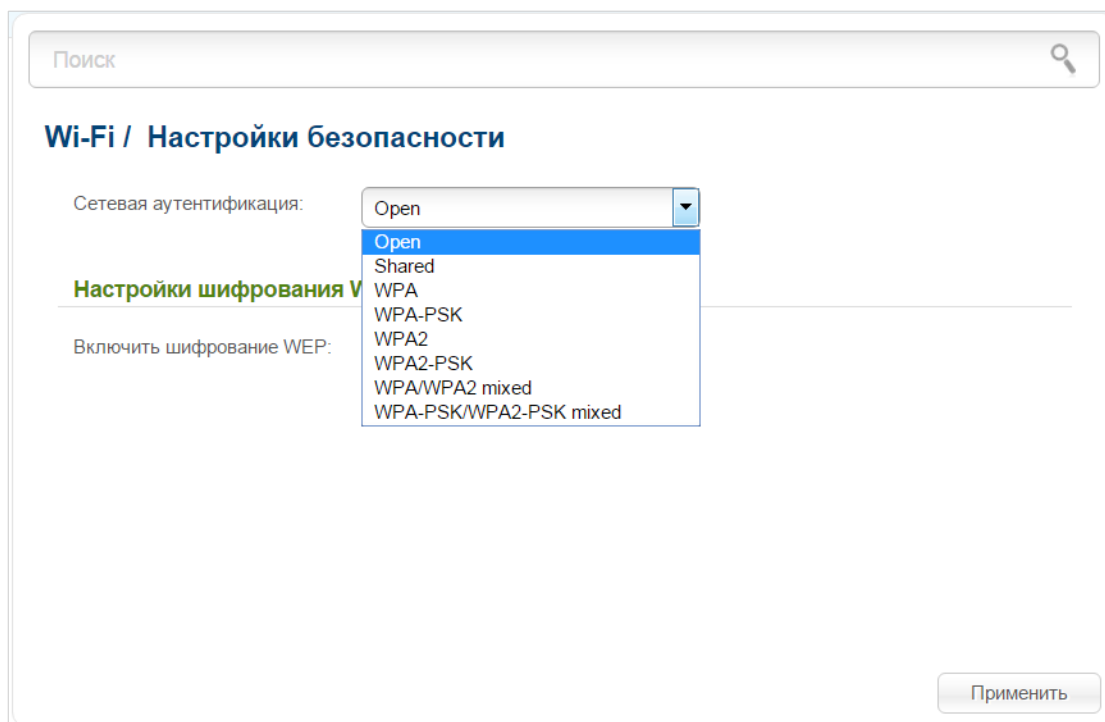 Поиск
Wi-Fi / Настройки безопасности
Сетевая аутентификация:
Open
Open
Shared
WPA
WPA-PSK
WPA2
WPA2-PSK
WPA/WPA2 mixed
WPA-PSK/WPA2-PSK mixed
Настройки шифрования
Включить шифрование WEP:
Применить